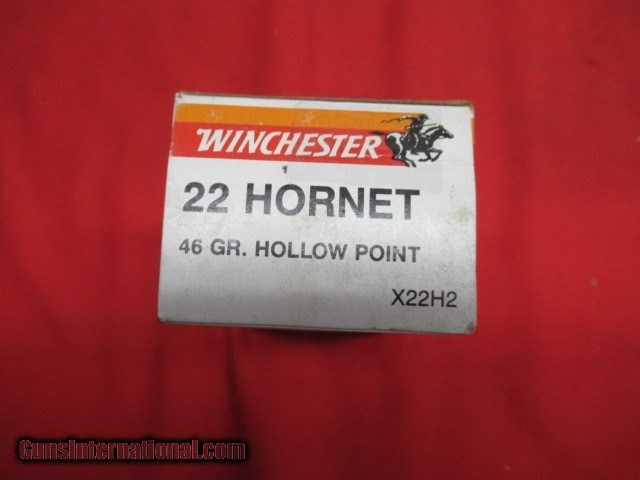 WINCHESTER
22 HORNET
46 GR. HOLLOW POINT
X22H2
GunsInternational.com